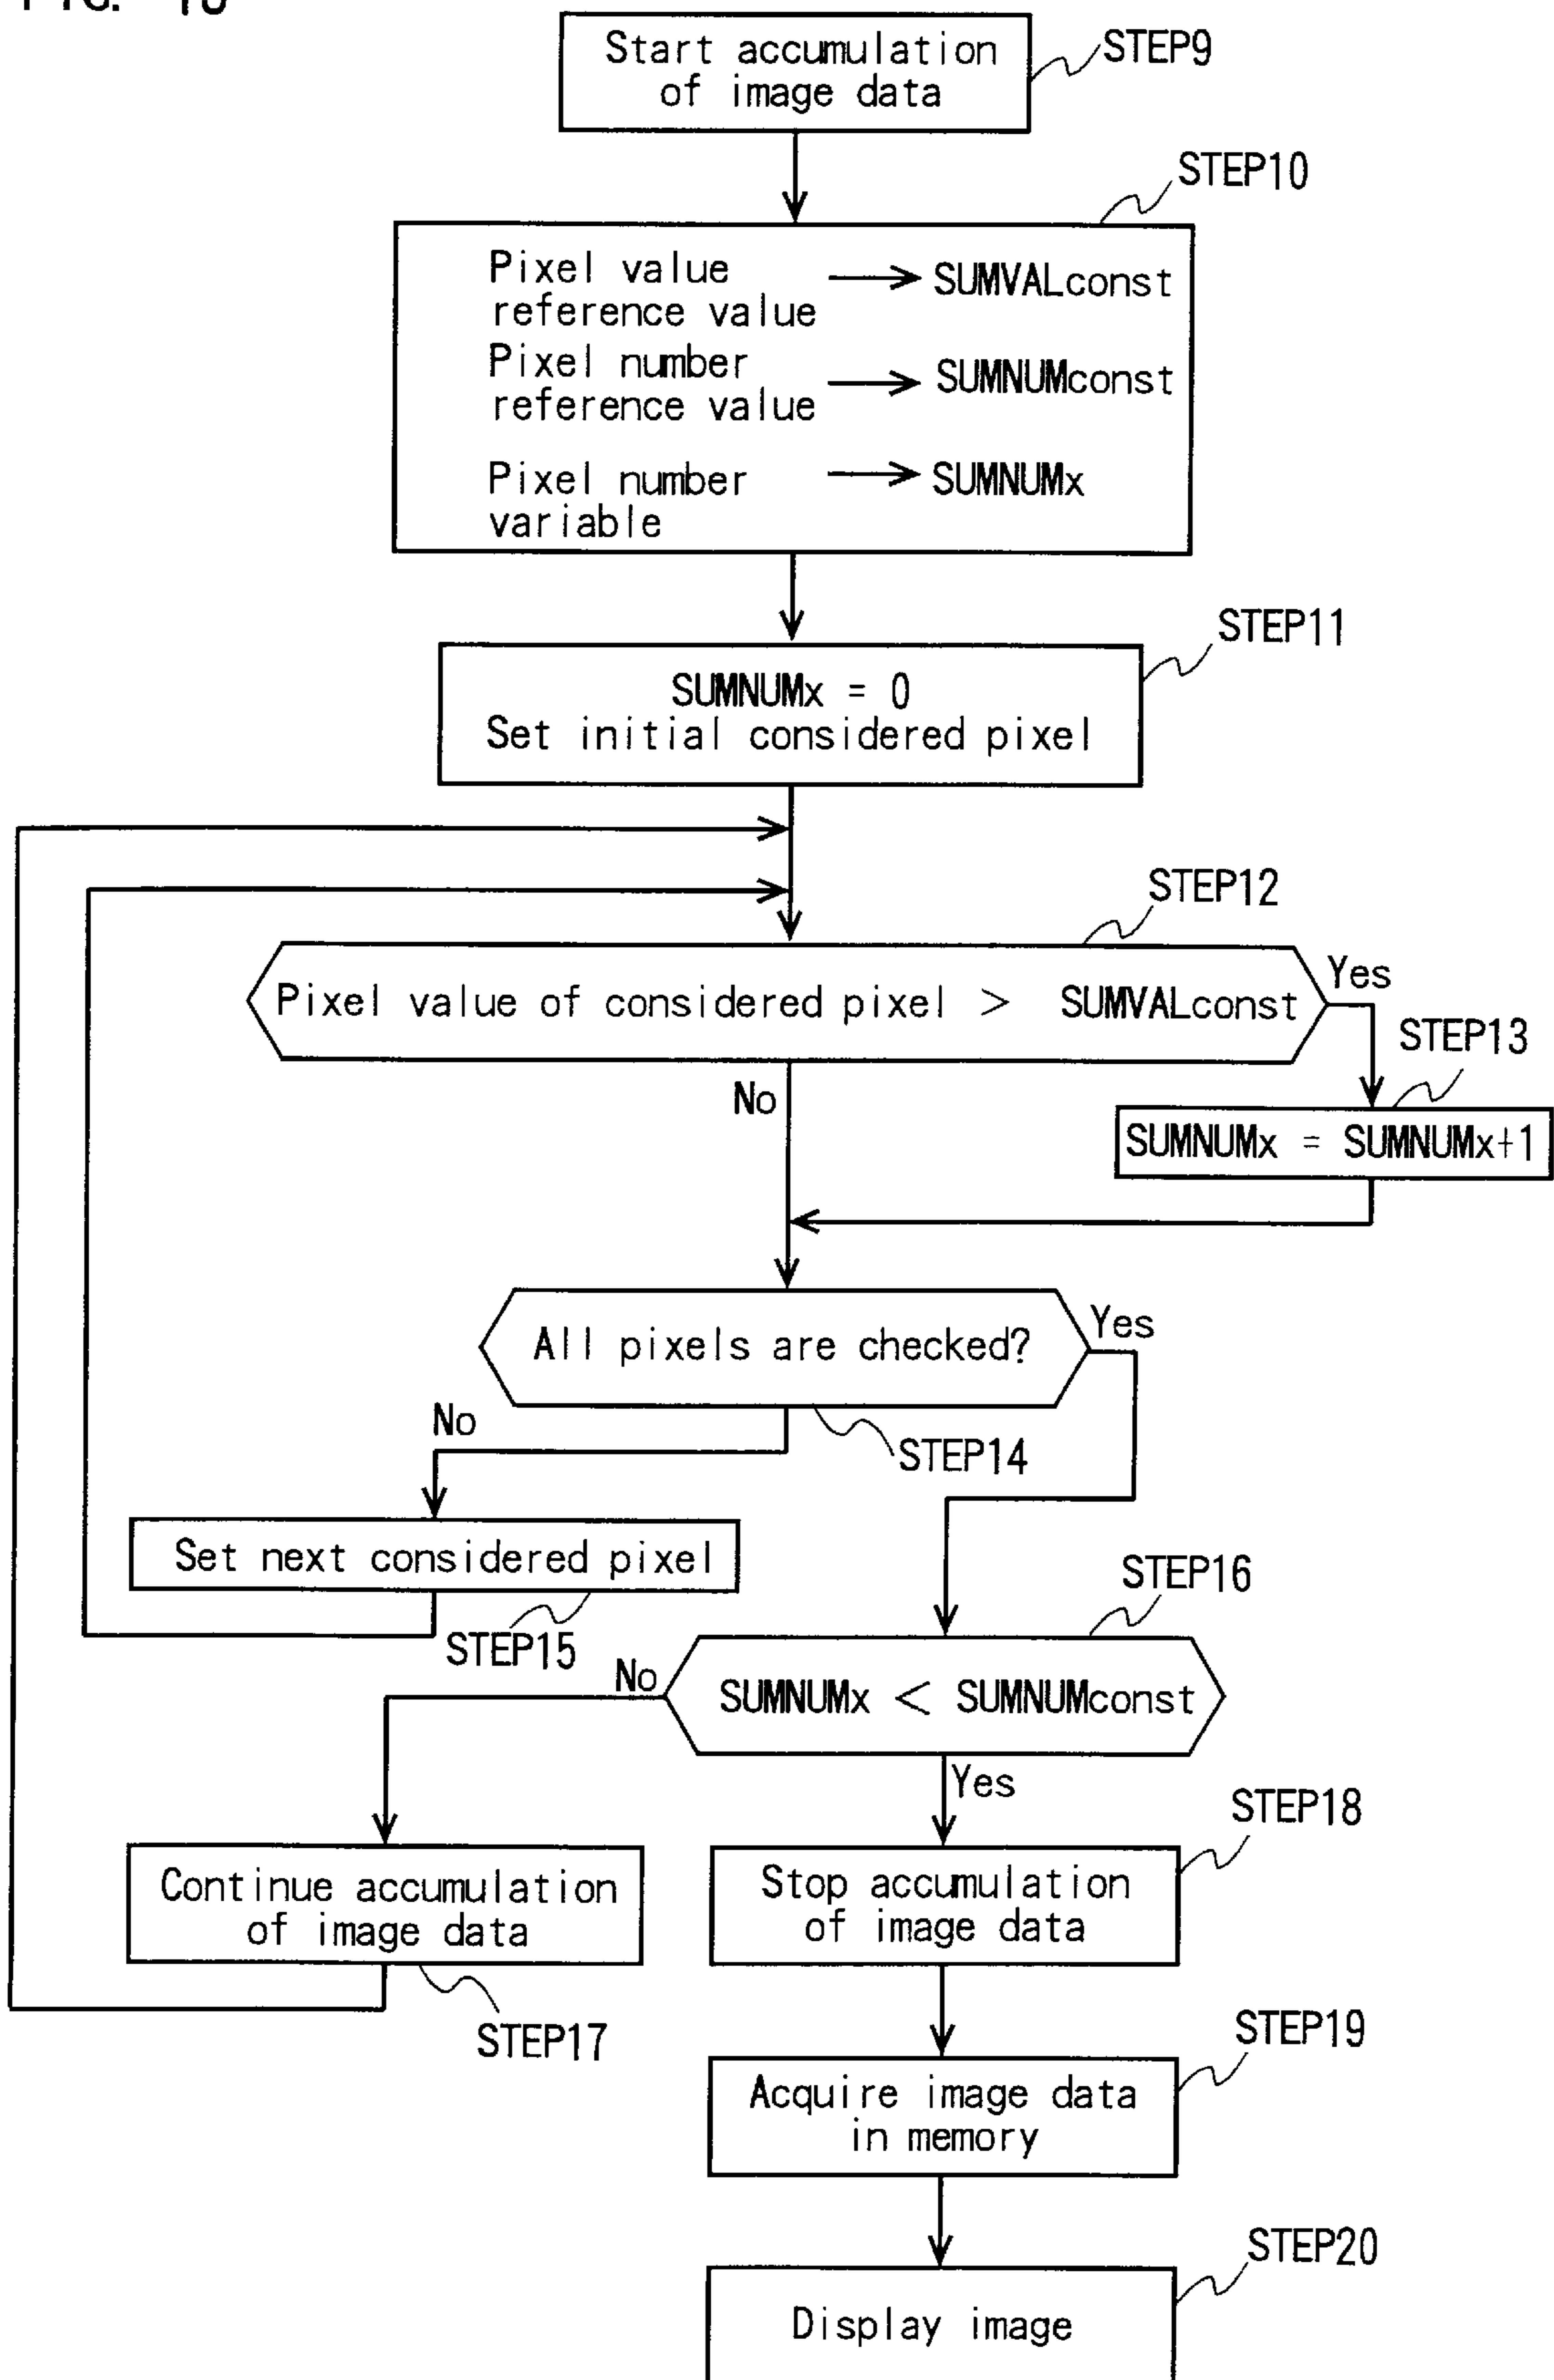 Start accumulation
of image data
STEP9
STEP10
Pixel value
reference value
SUMVALconst
Pixel number
reference value
SUMNUMconst
Pixel number
variable
SUMNUMx
STEP11
SUMNUMx = 0
Set initial considered pixel
STEP12
Pixel value of considered pixel > SUMVALconst
Yes
No
STEP13
SUMNUMx = SUMNUMx+1
All pixels are checked?
Yes
No
STEP14
Set next considered pixel
STEP15
STEP16
SUMNUMx < SUMNUMconst
No
Yes
Continue accumulation
of image data
STEP17
STEP18
Stop accumulation
of image data
STEP19
Acquire image data
in memory
STEP20
Display image